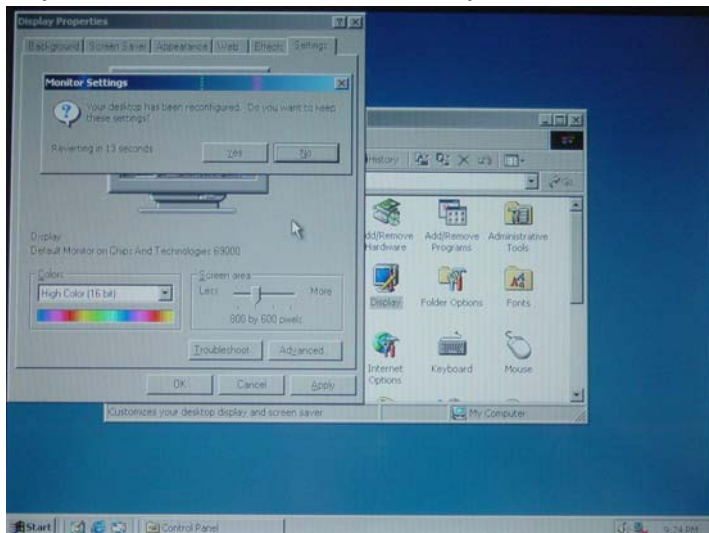 Display Properties
Background Screen Saver Appearance Web Effects Settings
Monitor Settings
Your desktop has been reconfigured. Do you want to keep
these settings?
Reverting in 13 seconds
Yes No
Display:
Default Monitor on Chips And Technologies 69000
Colors
High Color (16 bit)
Screen area
Less More
800 by 600 pixels
Troubleshoot Advanced
OK Cancel Apply
History
Go
Add/Remove
Hardware
Add/Remove
Programs
Administrative
Tools
Display
Folder Options
Fonts
Internet
Options
Keyboard
Mouse
Customizes your desktop display and screen saver
My Computer
Start
Control Panel